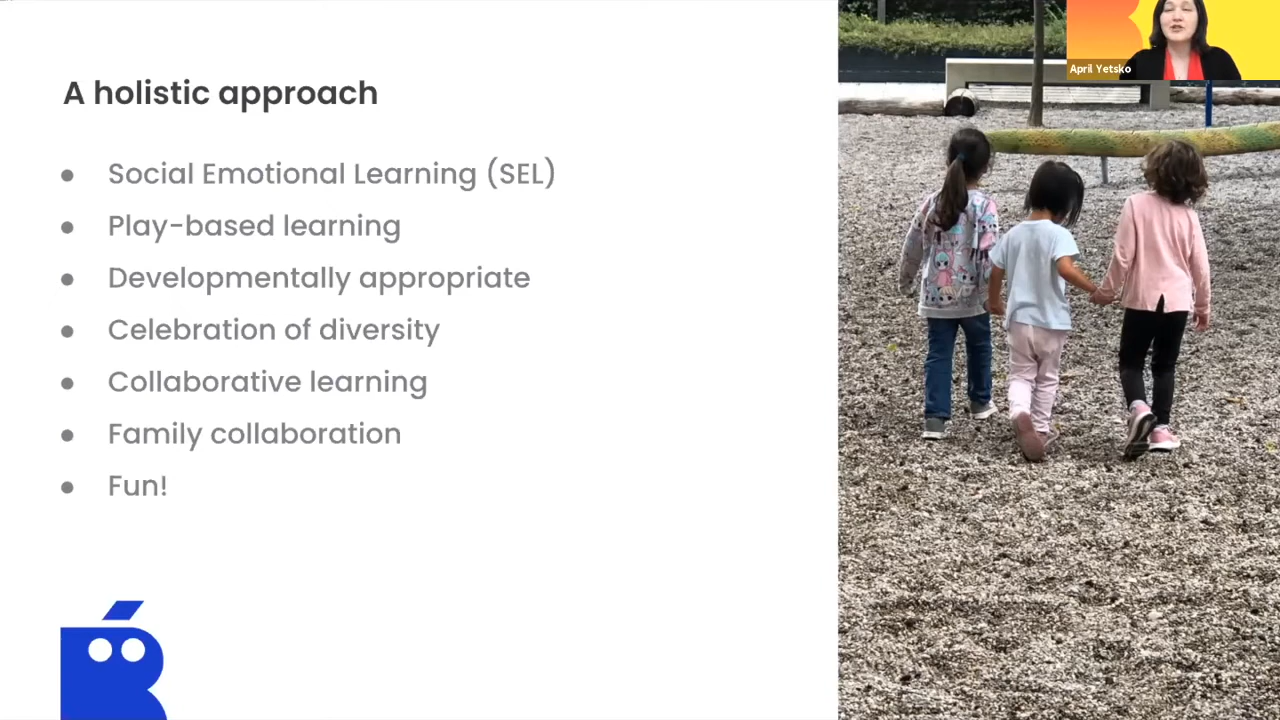 A holistic approach
● Social Emotional Learning (SEL)
● Play-based learning
● Developmentally appropriate
● Celebration of diversity
● Collaborative learning
● Family collaboration
● Fun!
April Yetsko